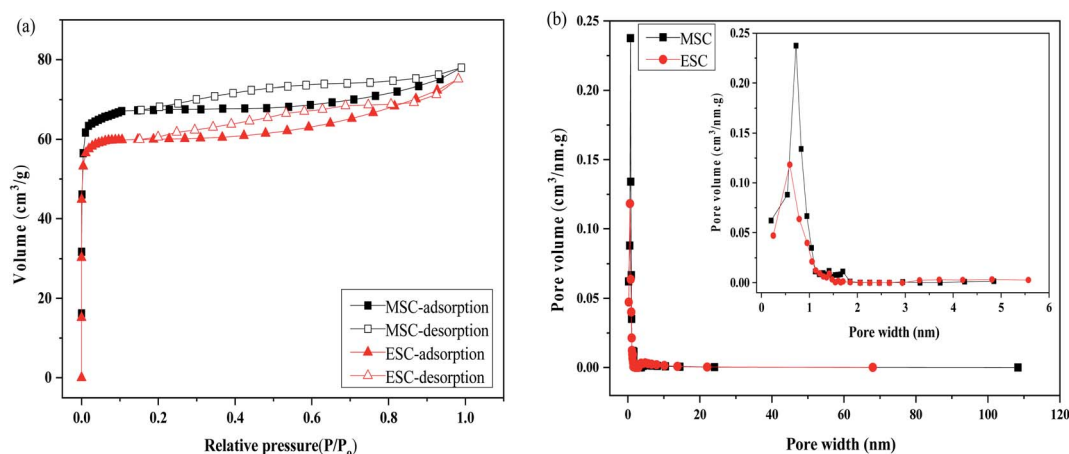 (a)
80
60
40
20
0
Volume (cm³/g)
MSC-adsorption
MSC-desorption
ESC-adsorption
ESC-desorption
0.0 0.2 0.4 0.6 0.8 1.0
Relative pressure(P/P₀)
(b)
0.25
0.20
0.15
0.10
0.05
0.00
Pore volume (cm³/nm.g)
MSC
ESC
0.25
0.20
0.15
0.10
0.05
0.00
Pore volume (cm³/nm.g)
0 1 2 3 4 5 6
Pore width (nm)
0 20 40 60 80 100 120
Pore width (nm)